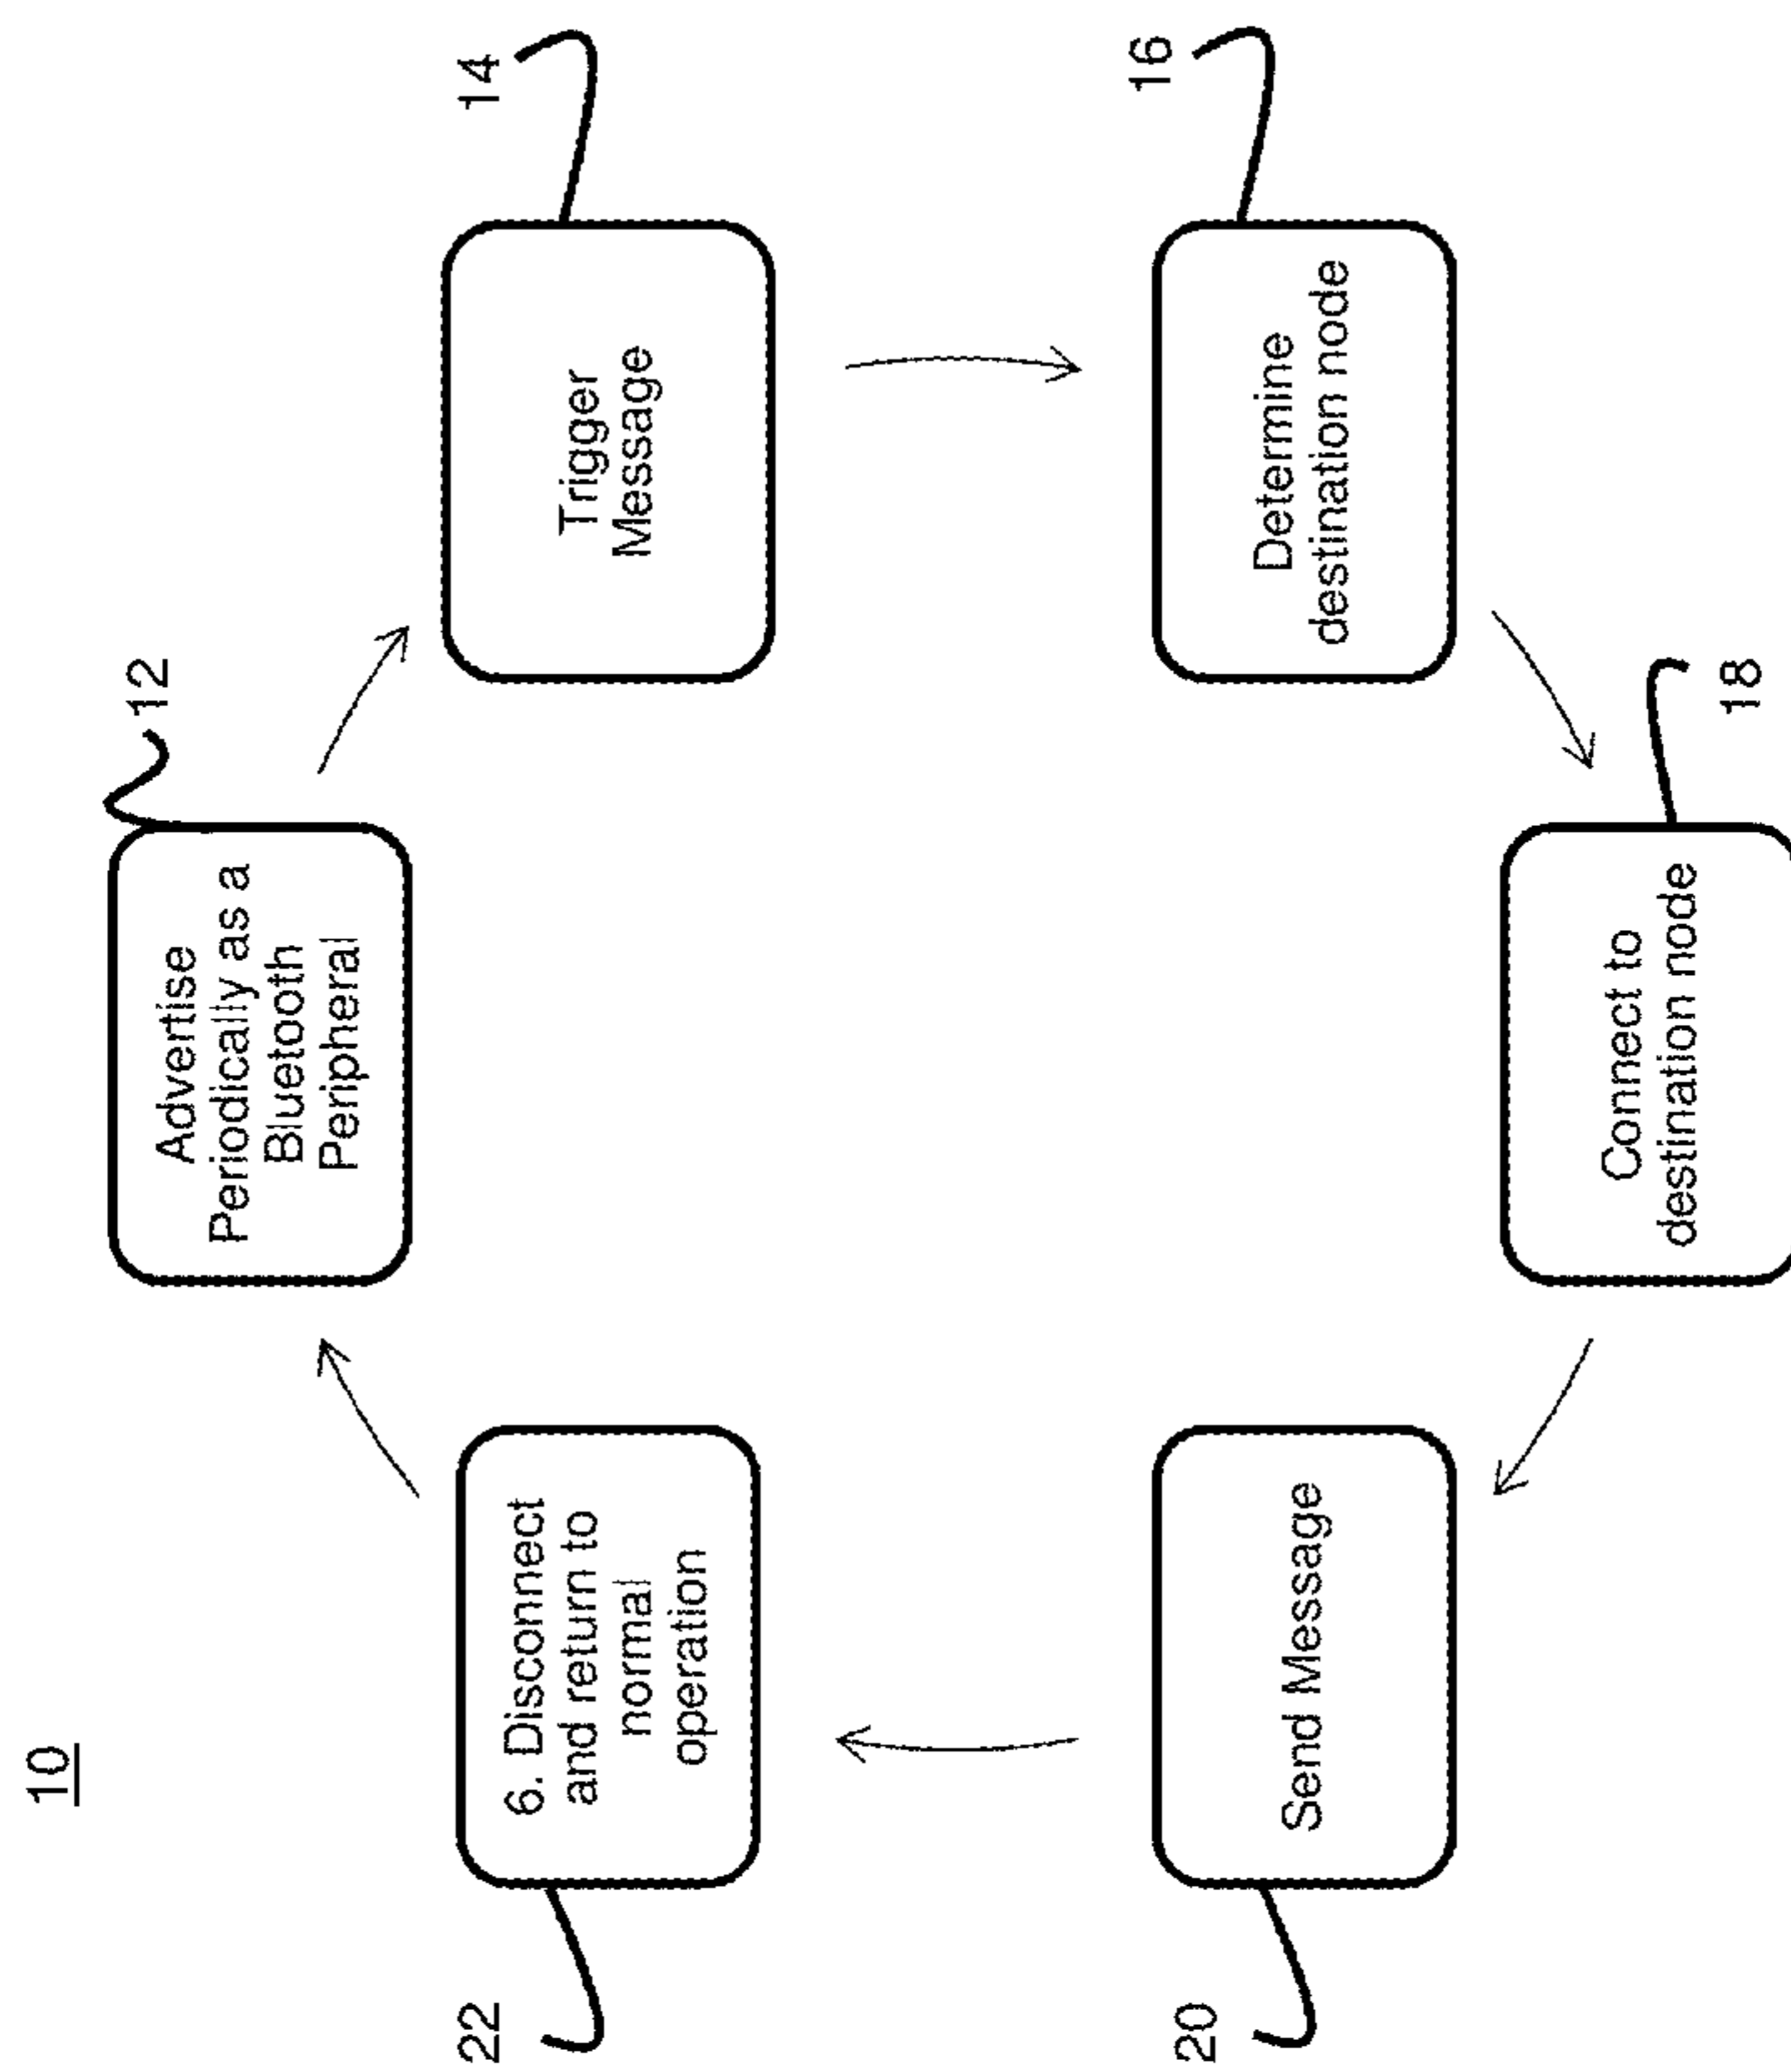 10
12
Advertise
Periodically as a
Bluetooth
Peripheral
14
Trigger
Message
16
Determine
destination node
18
Connect to
destination node
20
Send Message
22
6. Disconnect
and return to
normal
operation